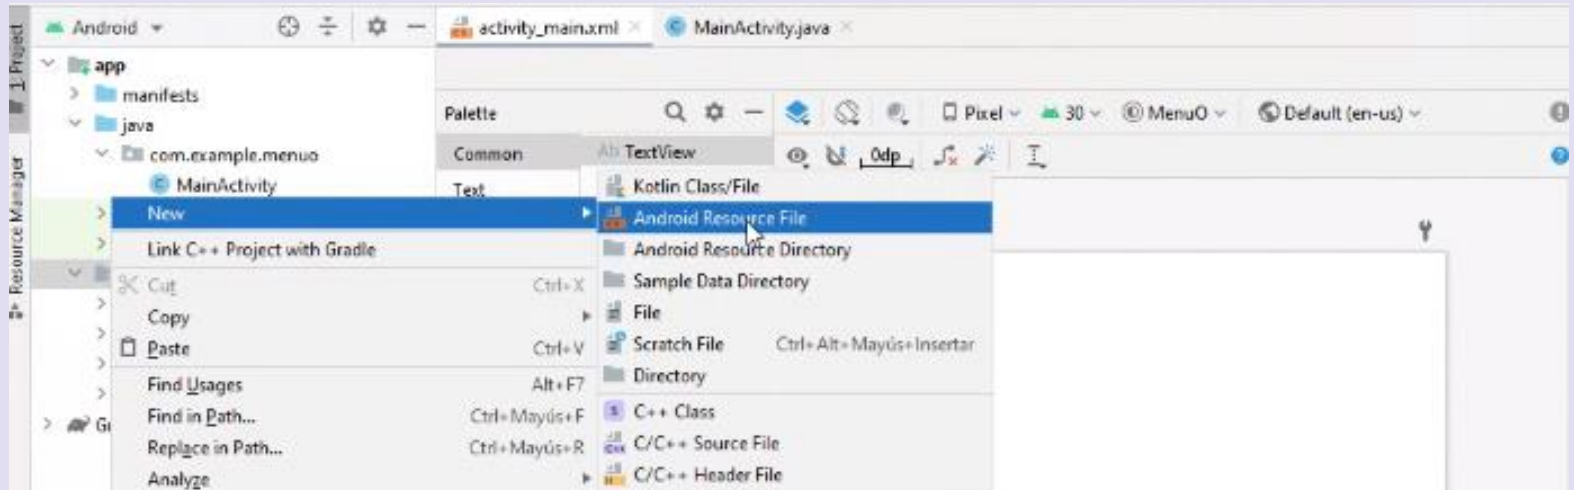 1: Project
Resource Manager
Android
activity_main.xml
MainActivity.java
app
manifests
java
com.example.menuo
MainActivity
Palette
Pixel
30
MenuO
Default (en-us)
Common
Ab TextView
0dp
Text
New
Link C++ Project with Gradle
Cut Ctrl+X
Copy
Paste Ctrl+V
Find Usages Alt+F7
Find in Path... Ctrl+Mayús+F
Replace in Path... Ctrl+Mayús+R
Analyze
Kotlin Class/File
Android Resource File
Android Resource Directory
Sample Data Directory
File
Scratch File Ctrl+Alt+Mayús+Insertar
Directory
C++ Class
C/C++ Source File
C/C++ Header File